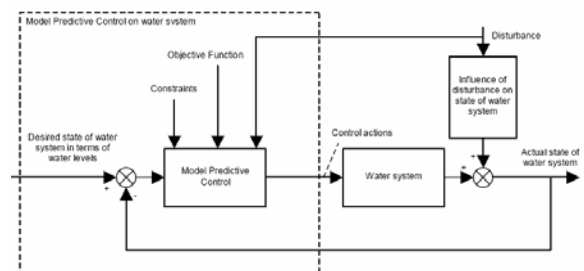 Model Predictive Control on water system
Disturbance
Objective Function
Constraints
Influence of
disturbance on
state of water
system
Desired state of water
system in terms of
water levels
Control actions
Actual state of
water system
Model Predictive
Control
Water system
+
-
+
+